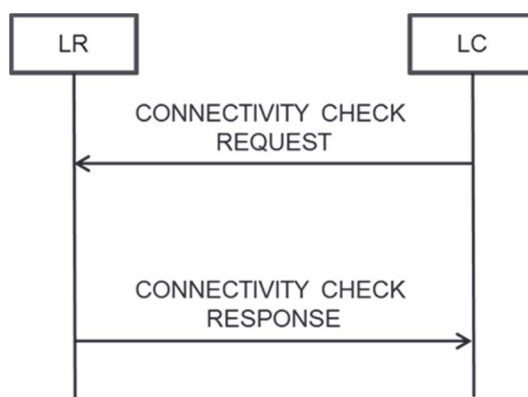 LR
LC
CONNECTIVITY CHECK
REQUEST
CONNECTIVITY CHECK
RESPONSE